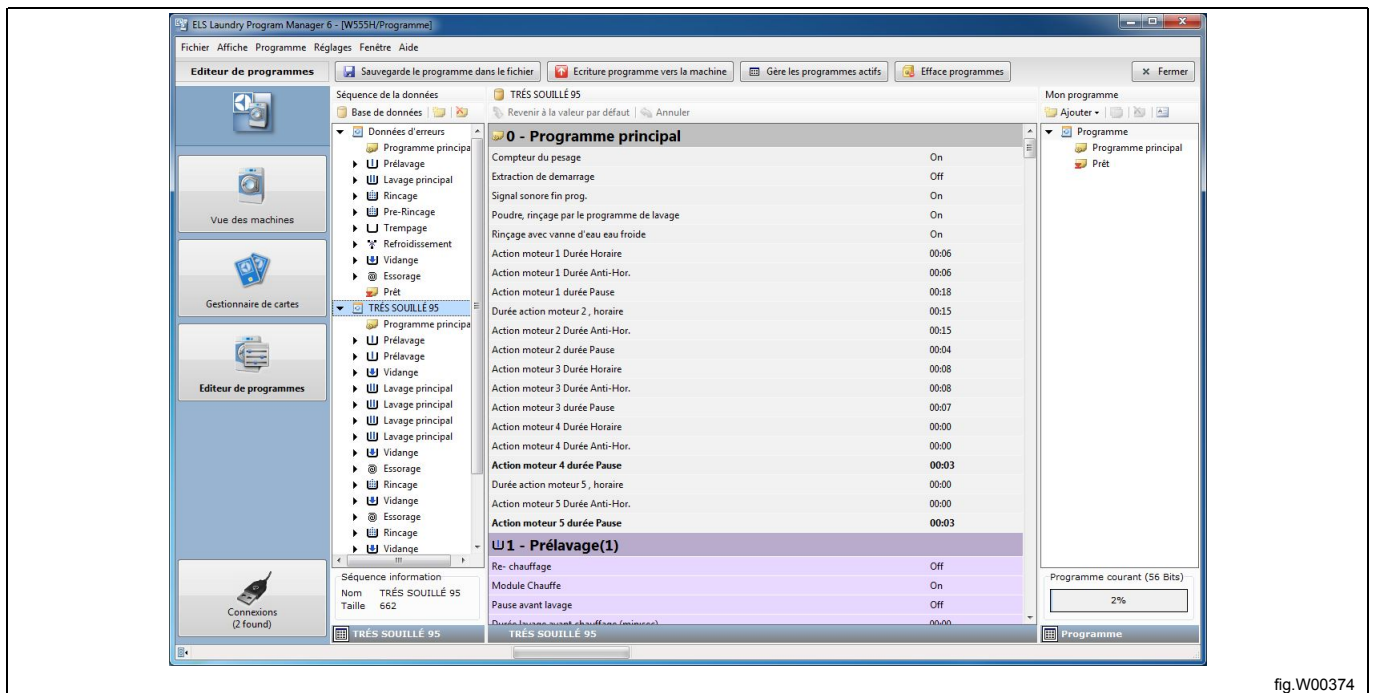 ELS Laundry Program Manager 6 - [W555H/Programme]
Fichier Affiche Programme Réglages Fenêtre Aide
Editeur de programmes
Sauvegarde le programme dans le fichier
Ecriture programme vers la machine
Gère les programmes actifs
Efface programmes
Fermer
Vue des machines
Gestionnaire de cartes
Editeur de programmes
Connexions
(2 found)
Séquence de la données
Base de données
Données d'erreurs
Programme principa
Prélavage
Lavage principal
Rincage
Pre-Rincage
Trempage
Refroidissement
Vidange
Essorage
Prêt
TRÉS SOUILLÉ 95
Programme principa
Prélavage
Prélavage
Vidange
Lavage principal
Lavage principal
Lavage principal
Lavage principal
Vidange
Essorage
Rincage
Vidange
Essorage
Rincage
Vidange
Séquence information
Nom TRÉS SOUILLÉ 95
Taille 662
TRÉS SOUILLÉ 95
TRÉS SOUILLÉ 95
Revenir à la valeur par défaut Annuler
0 - Programme principal
Compteur du pesage On
Extraction de demarrage Off
Signal sonore fin prog. On
Poudre, rinçage par le programme de lavage On
Rinçage avec vanne d'eau eau froide On
Action moteur 1 Durée Horaire 00:06
Action moteur 1 Durée Anti-Hor. 00:06
Action moteur 1 durée Pause 00:18
Durée action moteur 2 , horaire 00:15
Action moteur 2 Durée Anti-Hor. 00:15
Action moteur 2 durée Pause 00:04
Action moteur 3 Durée Horaire 00:08
Action moteur 3 Durée Anti-Hor. 00:08
Action moteur 3 durée Pause 00:07
Action moteur 4 Durée Horaire 00:00
Action moteur 4 Durée Anti-Hor. 00:00
Action moteur 4 durée Pause 00:03
Durée action moteur 5 , horaire 00:00
Action moteur 5 Durée Anti-Hor. 00:00
Action moteur 5 durée Pause 00:03
1 - Prélavage(1)
Re- chauffage Off
Module Chauffe On
Pause avant lavage Off
Durée lavage avant chauffage (min:sec) 00:00
TRÉS SOUILLÉ 95
Mon programme
Ajouter
Programme
Programme principal
Prêt
Programme courant (56 Bits)
2%
Programme
fig.W00374